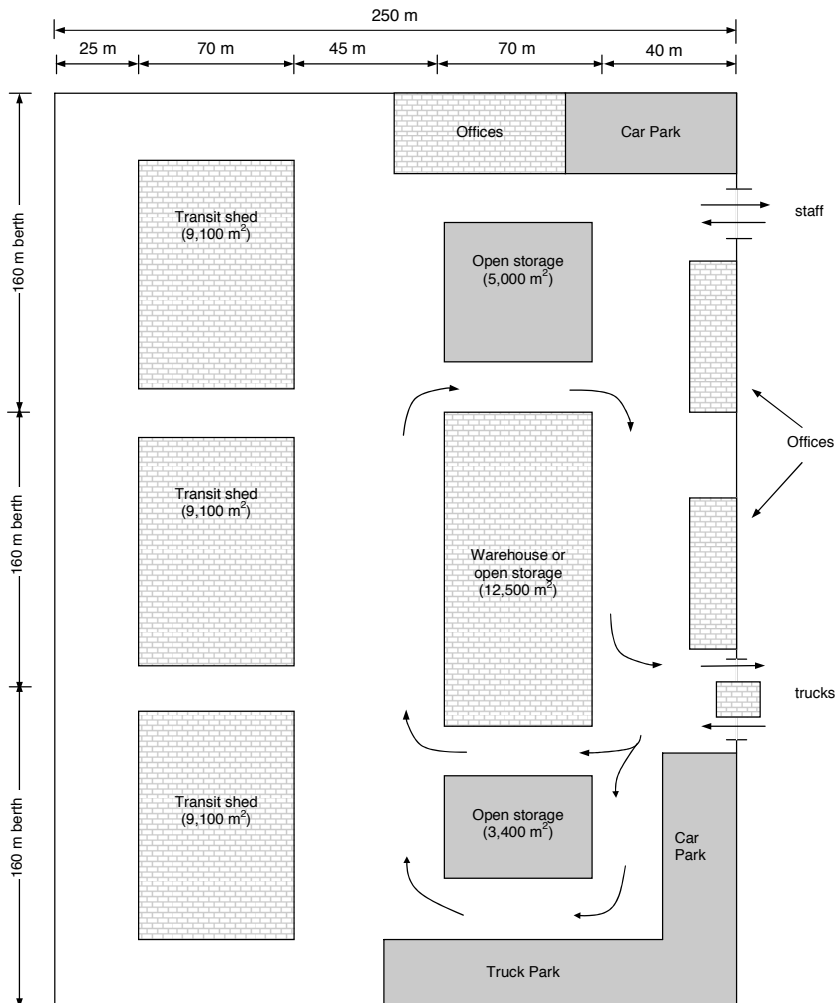 250 m
25 m 70 m 45 m 70 m 40 m
Offices
Car Park
160 m berth
Transit shed
(9,100 m²)
staff
Open storage
(5,000 m²)
Offices
160 m berth
Transit shed
(9,100 m²)
Warehouse or
open storage
(12,500 m²)
trucks
160 m berth
Transit shed
(9,100 m²)
Open storage
(3,400 m²)
Car
Park
Truck Park